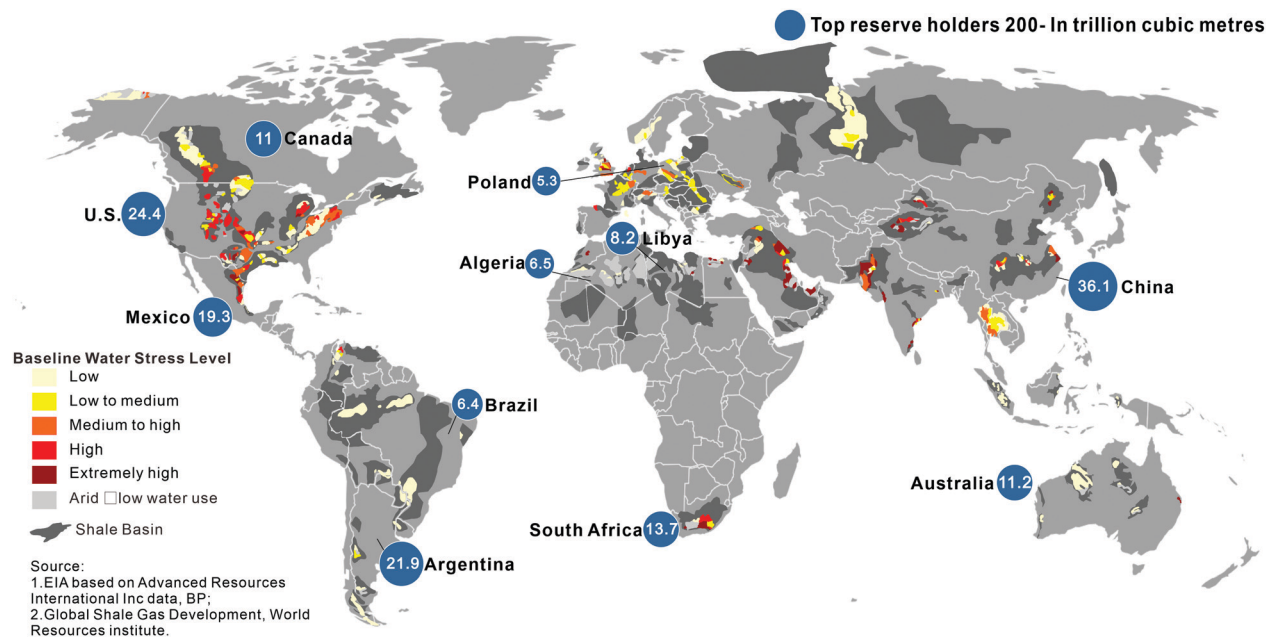 Top reserve holders 200- In trillion cubic metres
11 Canada
U.S. 24.4
Mexico 19.3
Poland 5.3
8.2 Libya
Algeria 6.5
36.1 China
6.4 Brazil
Australia 11.2
South Africa 13.7
21.9 Argentina
Baseline Water Stress Level
Low
Low to medium
Medium to high
High
Extremely high
Arid □low water use
Shale Basin
Source:
1.EIA based on Advanced Resources
International Inc data, BP;
2.Global Shale Gas Development, World
Resources institute.